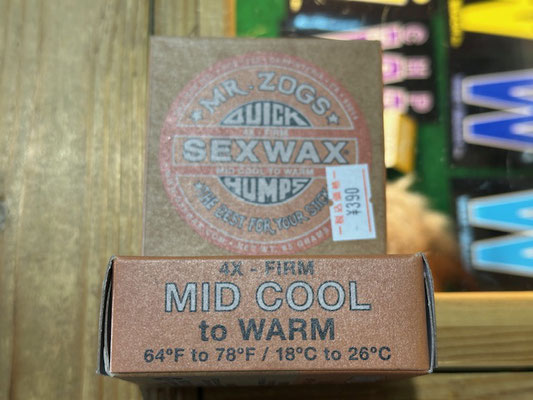 MR. ZOGS
QUICK
4X - FIRM
SEXWAX
MID COOL TO WARM
HUMPS
THE BEST FOR YOUR
¥390
4X - FIRM
MID COOL
to WARM
64°F to 78°F / 18°C to 26°C